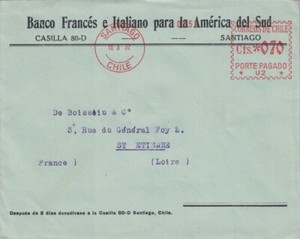 Banco Francés e Italiano para la América del Sud
CASILLA 80-D — — SANTIAGO
SANTIAGO
CHILE
CORREOS DE CHILE
Cts. *070
PORTE PAGADO
* U2 *
De Boissieu & C°
Rue du Général Foy 2.
ST ETIENNE
France ) (Loire )
Después de 8 días devuélvase a la Casilla 80-D Santiago, Chile.